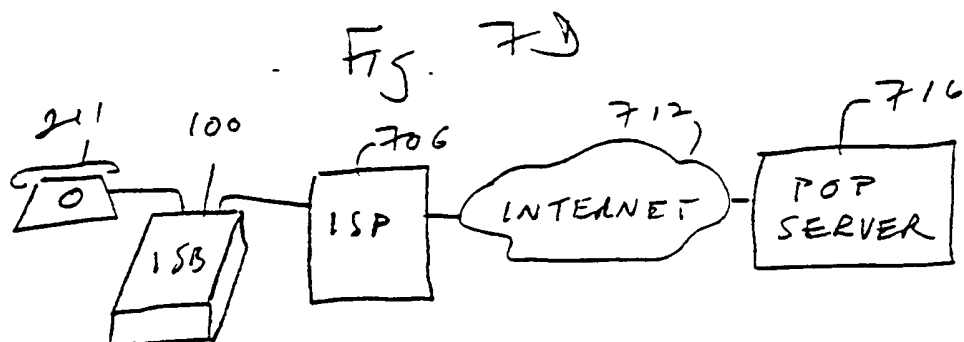 Fig. 7D
211
100
706
712
716
ISB
ISP
INTERNET
POP
SERVER